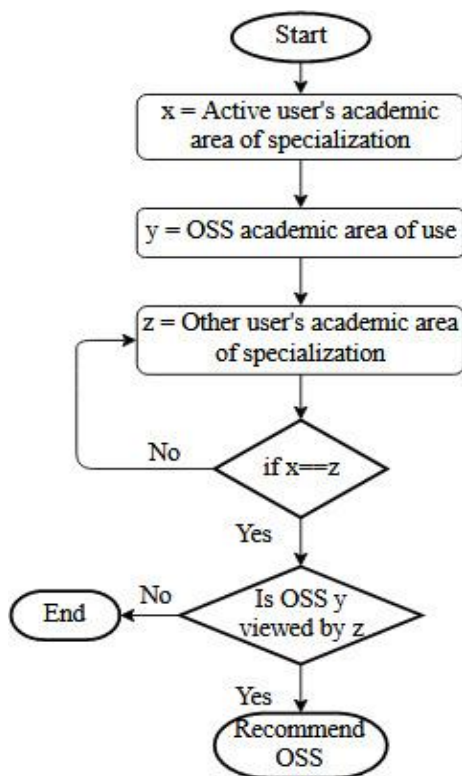 Start
x = Active user's academic
area of specialization
y = OSS academic area of use
z = Other user's academic area
of specialization
No
if x==z
Yes
Is OSS y
viewed by z
No
End
Yes
Recommend
OSS